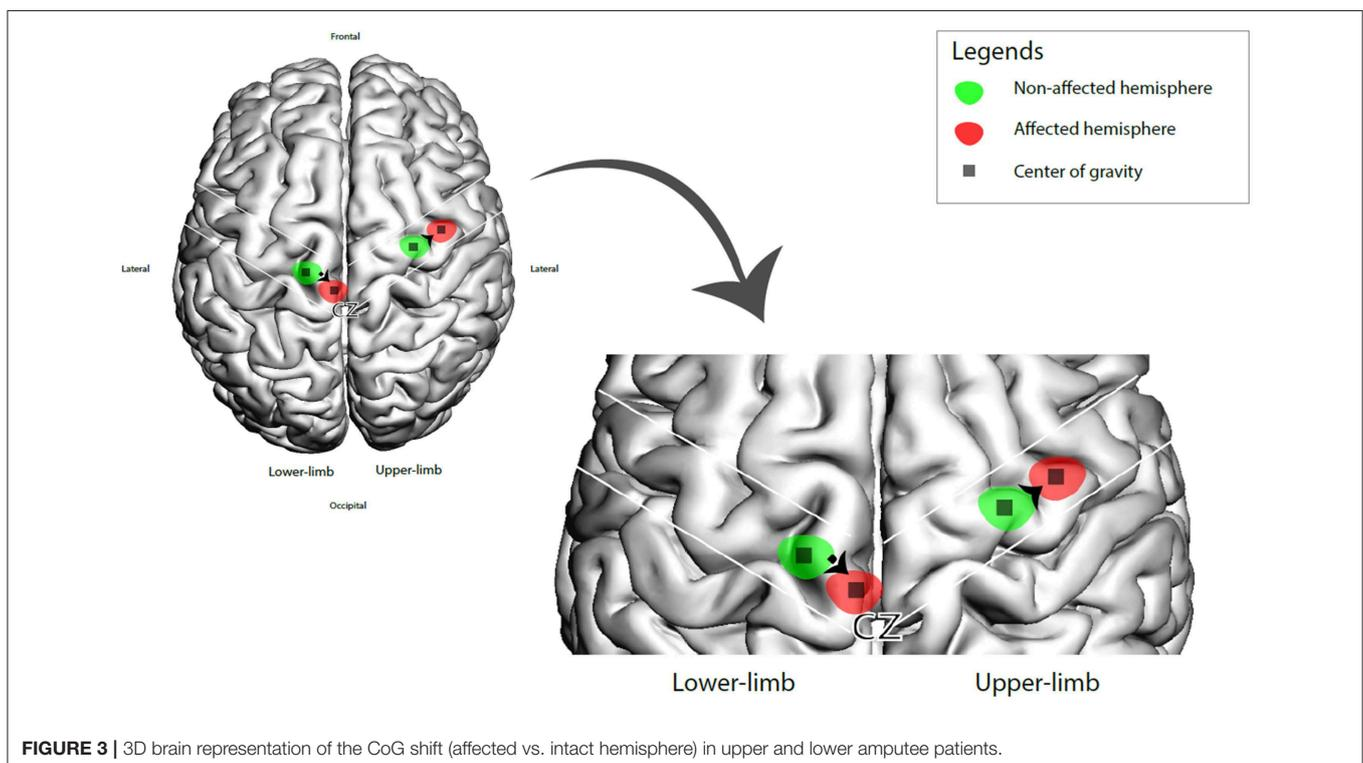 Frontal
Lateral
Lateral
CZ
Lower-limb
Upper-limb
Occipital
Legends
Non-affected hemisphere
Affected hemisphere
Center of gravity
CZ
Lower-limb
Upper-limb
FIGURE 3 | 3D brain representation of the CoG shift (affected vs. intact hemisphere) in upper and lower amputee patients.